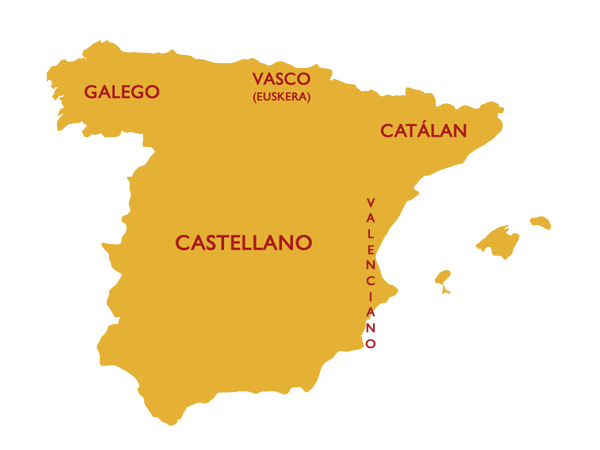 GALEGO
VASCO
(EUSKERA)
CATÁLAN
CASTELLANO
VALENCIANO